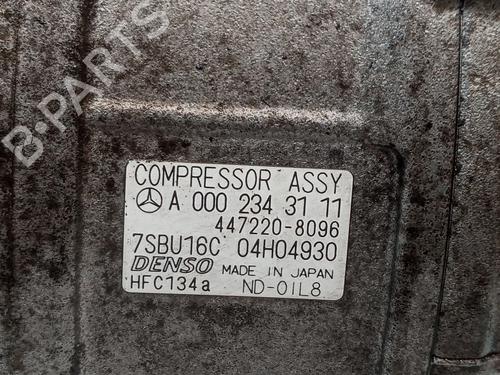 B-PARTS
COMPRESSOR ASSY
A 000 234 31 11
447220-8096
7SBU16C 04H04930
DENSO MADE IN JAPAN
HFC134a ND-OIL8